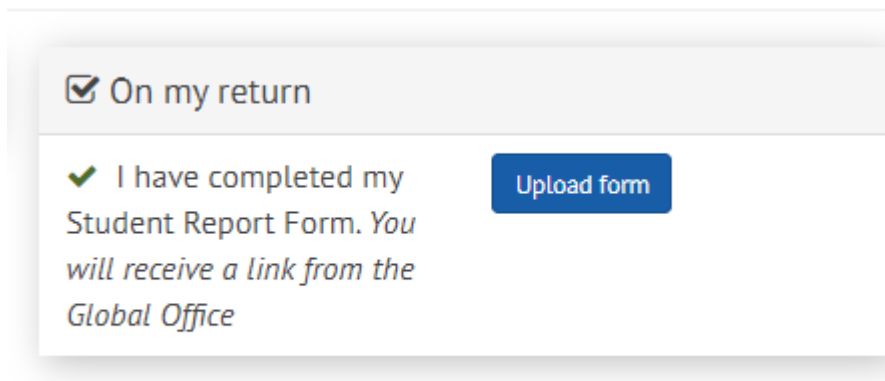 On my return
I have completed my
Upload form
Student Report Form. You
will receive a link from the
Global Office